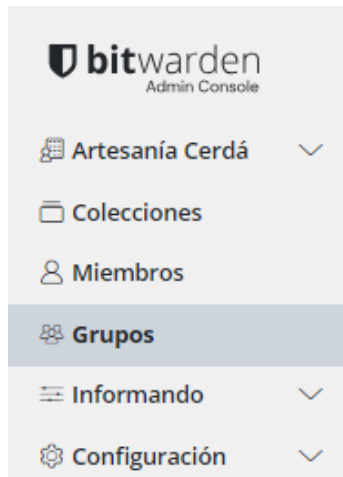 bitwarden
Admin Console
Artesanía Cerdá
Colecciones
Miembros
Grupos
Informando
Configuración